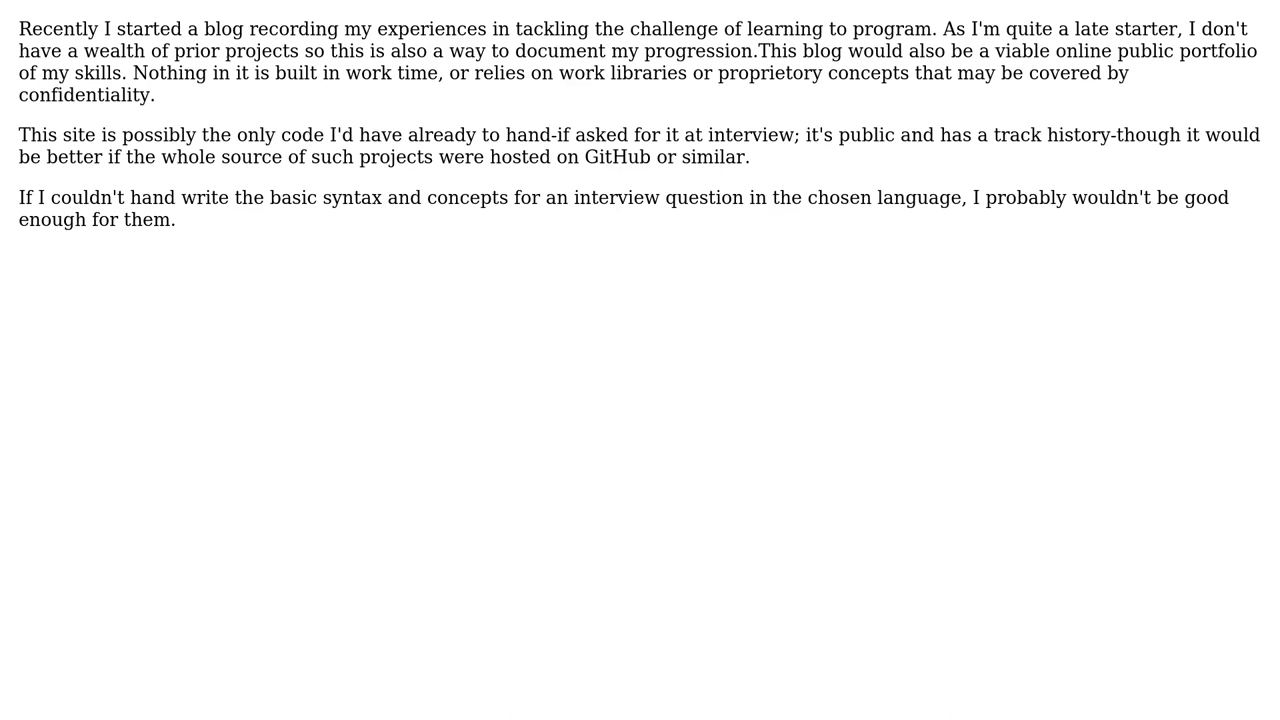 Recently I started a blog recording my experiences in tackling the challenge of learning to program. As I'm quite a late starter, I don't
have a wealth of prior projects so this is also a way to document my progression.This blog would also be a viable online public portfolio
of my skills. Nothing in it is built in work time, or relies on work libraries or proprietory concepts that may be covered by
confidentiality.
This site is possibly the only code I'd have already to hand-if asked for it at interview; it's public and has a track history-though it would
be better if the whole source of such projects were hosted on GitHub or similar.
If I couldn't hand write the basic syntax and concepts for an interview question in the chosen language, I probably wouldn't be good
enough for them.